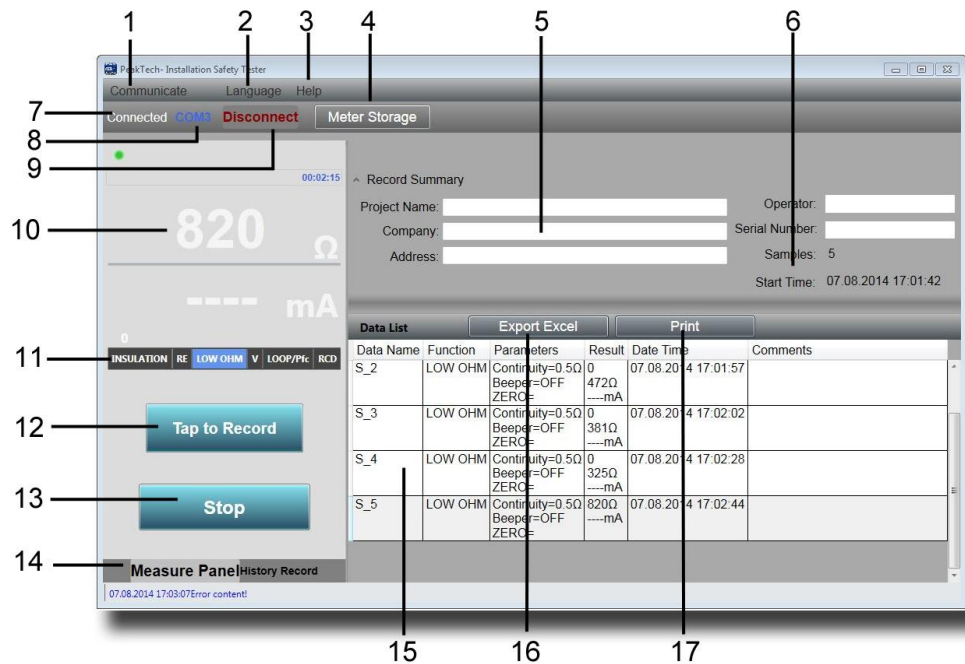 1 2 3 4 5 6
PeakTech- Installation Safety Tester
Communicate Language Help
7 Connected COM3 Disconnect Meter Storage
8
9
00:02:15
Record Summary
Project Name: Operator:
Company: Serial Number:
Address: Samples: 5
Start Time: 07.08.2014 17:01:42
10 820 Ω
---- mA
0
Data List Export Excel Print
11 INSULATION RE LOW OHM V LOOP/Pfc RCD
Data Name Function Parameters Result Date Time Comments
S_2 LOW OHM Continuity=0.5Ω 0 07.08.2014 17:01:57
Beeper=OFF 472Ω
ZERO= ----mA
S_3 LOW OHM Continuity=0.5Ω 0 07.08.2014 17:02:02
Beeper=OFF 381Ω
ZERO= ----mA
S_4 LOW OHM Continuity=0.5Ω 0 07.08.2014 17:02:28
Beeper=OFF 325Ω
ZERO= ----mA
S_5 LOW OHM Continuity=0.5Ω 820Ω 07.08.2014 17:02:44
Beeper=OFF ----mA
ZERO=
12 Tap to Record
13 Stop
14 Measure Panel History Record
07.08.2014 17:03:07Error content!
15 16 17